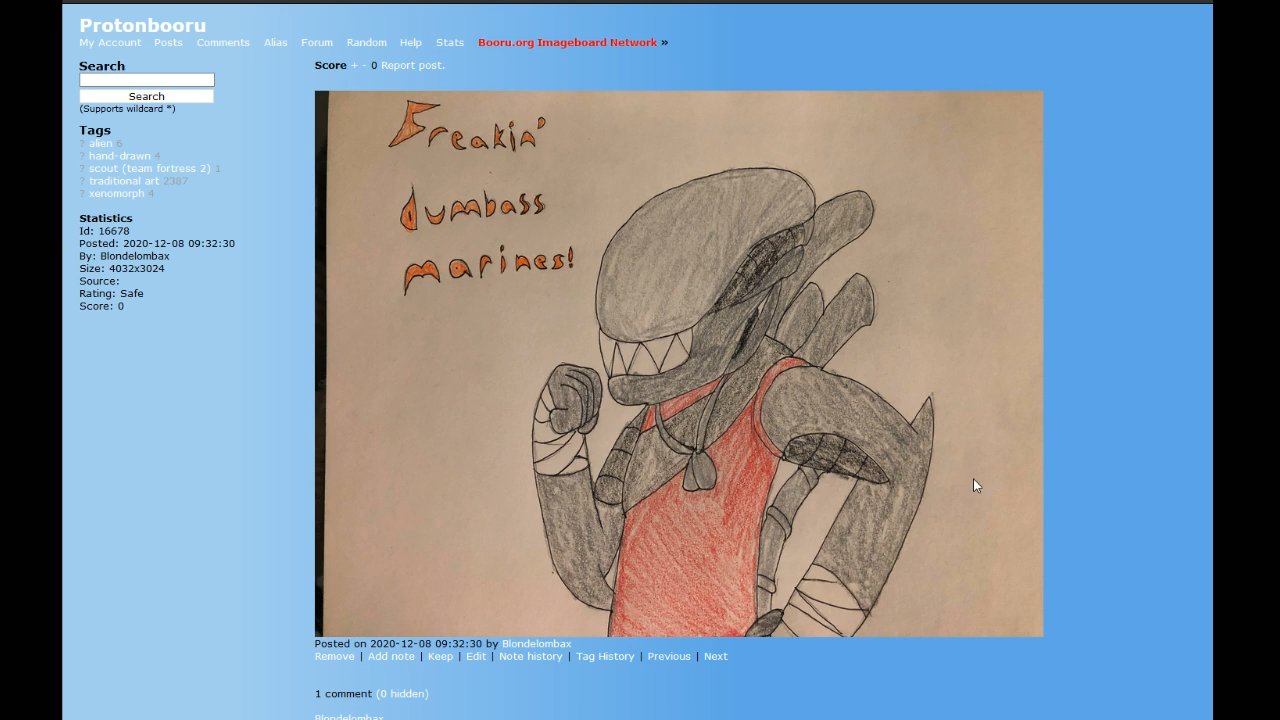 Protonbooru
My Account Posts Comments Alias Forum Random Help Stats Booru.org Imageboard Network »
Search
Search
(Supports wildcard *)
Tags
? alien 6
? hand-drawn 4
? scout (team fortress 2) 1
? traditional art 2387
? xenomorph 4
Statistics
Id: 16678
Posted: 2020-12-08 09:32:30
By: Blondelombax
Size: 4032x3024
Source:
Rating: Safe
Score: 0
Score + - 0 Report post.
Freakin'
dumbass
marines!
Posted on 2020-12-08 09:32:30 by Blondelombax
Remove | Add note | Keep | Edit | Note history | Tag History | Previous | Next
1 comment (0 hidden)
Blondelombax